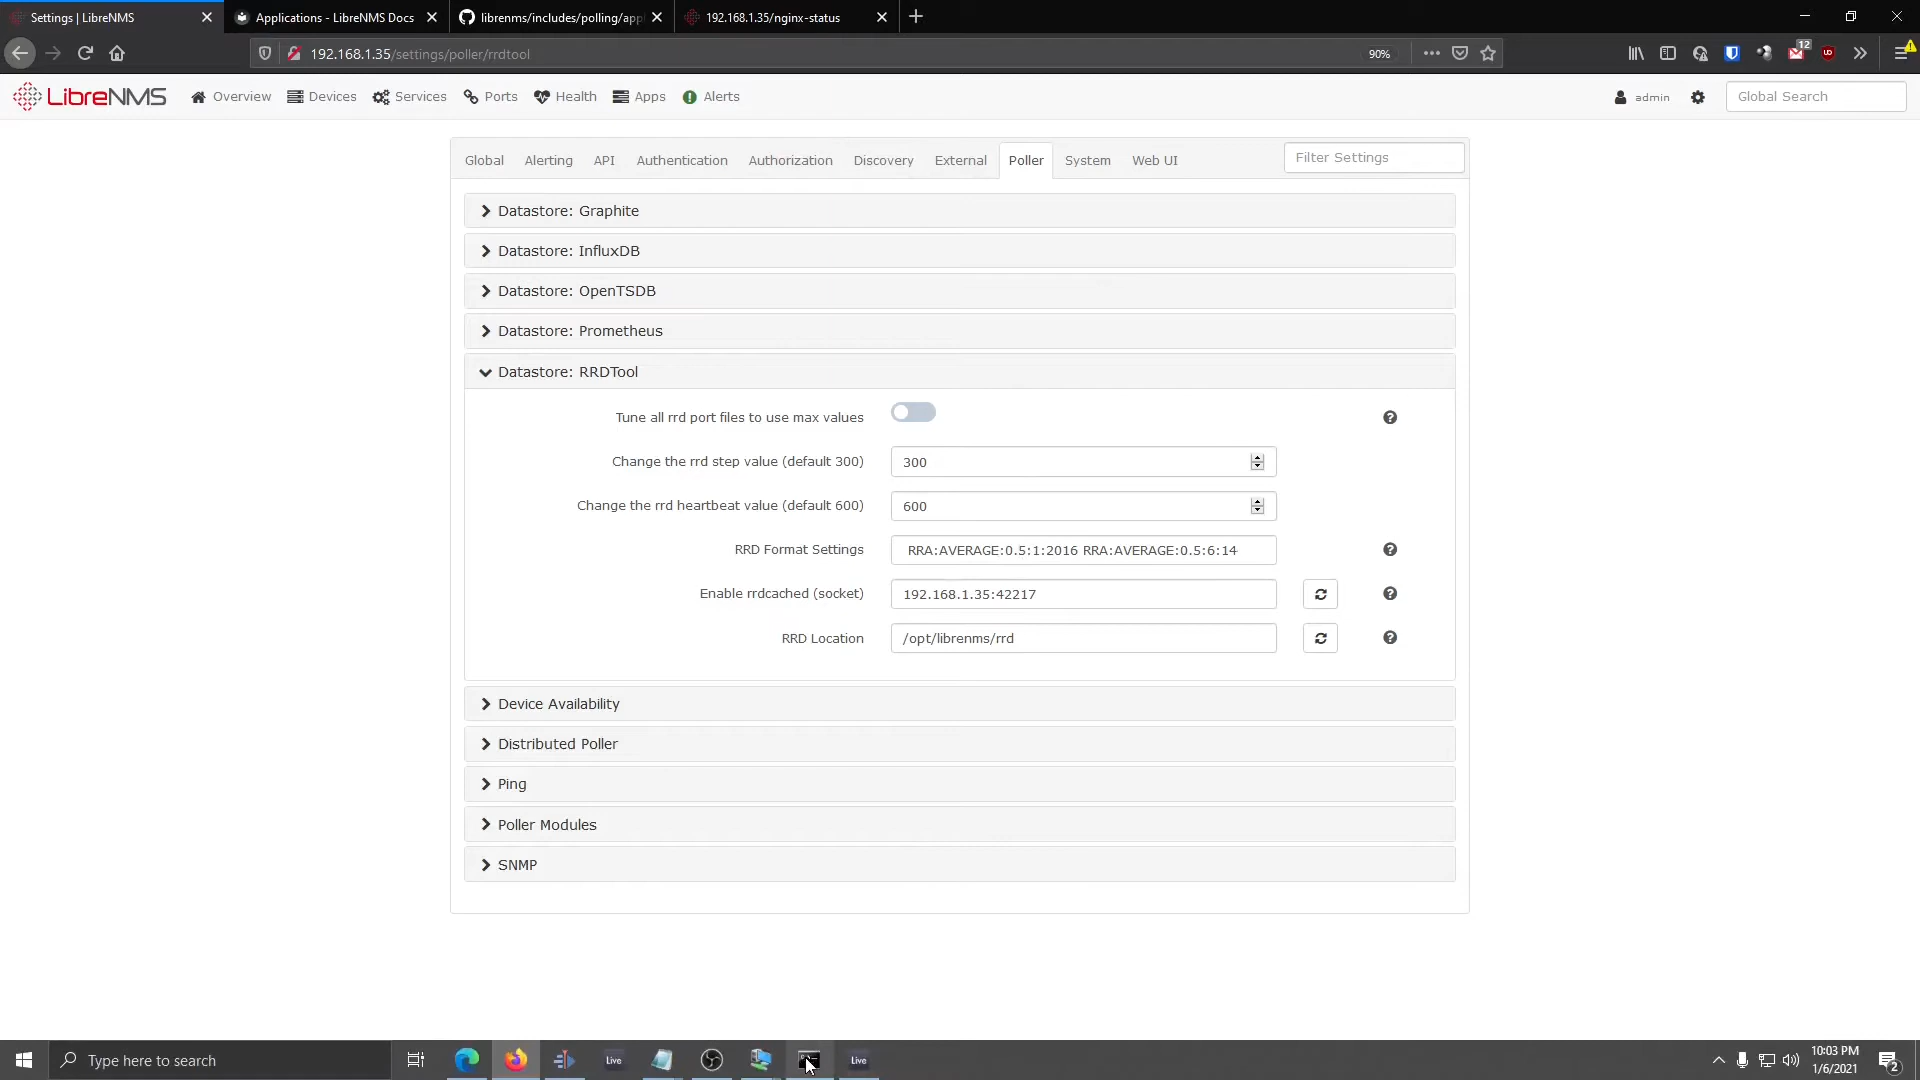 Settings | LibreNMS
Applications - LibreNMS Docs
librenms/includes/polling/app
192.168.1.35/nginx-status
192.168.1.35/settings/poller/rrdtool
90%
12
LibreNMS
Overview
Devices
Services
Ports
Health
Apps
Alerts
admin
Global Search
Global
Alerting
API
Authentication
Authorization
Discovery
External
Poller
System
Web UI
Filter Settings
Datastore: Graphite
Datastore: InfluxDB
Datastore: OpenTSDB
Datastore: Prometheus
Datastore: RRDTool
Tune all rrd port files to use max values
Change the rrd step value (default 300)
300
Change the rrd heartbeat value (default 600)
600
RRD Format Settings
RRA:AVERAGE:0.5:1:2016 RRA:AVERAGE:0.5:6:14
Enable rrdcached (socket)
192.168.1.35:42217
RRD Location
/opt/librenms/rrd
Device Availability
Distributed Poller
Ping
Poller Modules
SNMP
Type here to search
Live
Live
10:03 PM
1/6/2021
2